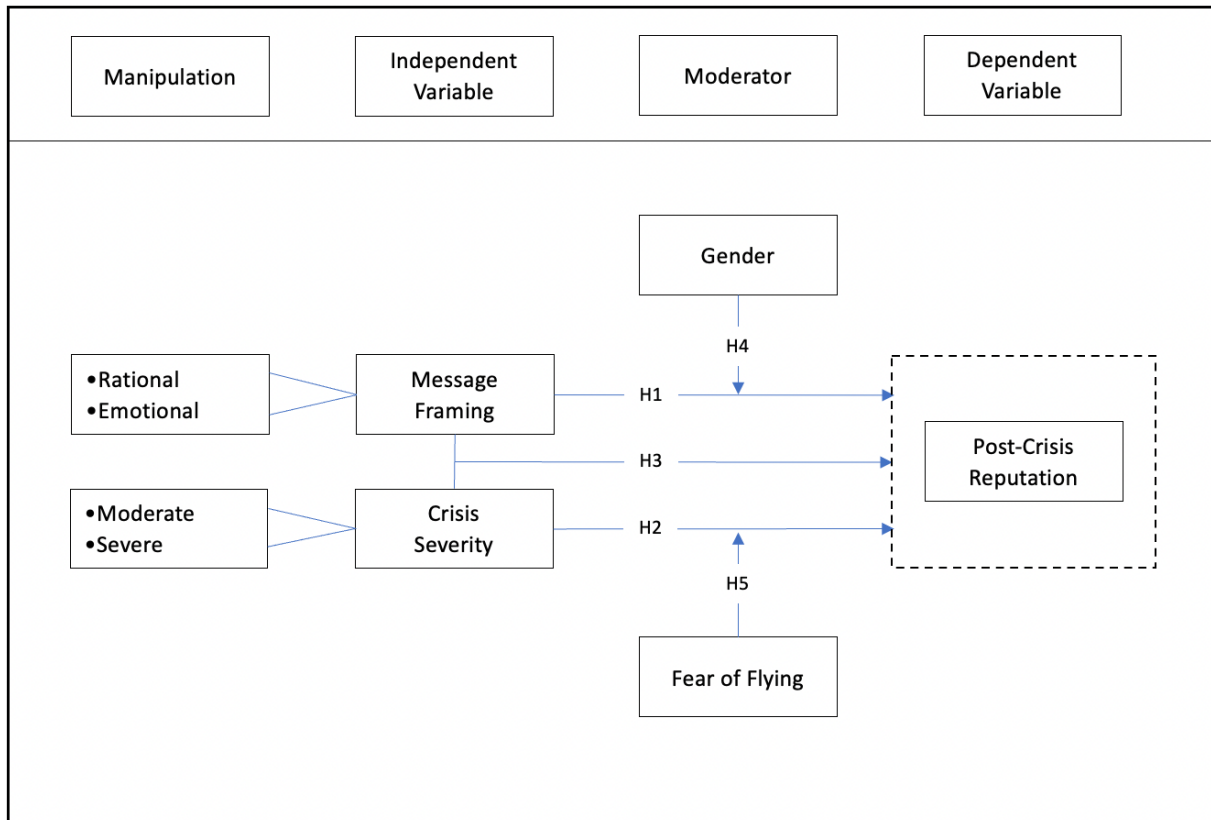 Manipulation
Independent
Variable
Moderator
Dependent
Variable
Gender
H4
•Rational
•Emotional
Message
Framing
H1
H3
Post-Crisis
Reputation
•Moderate
•Severe
Crisis
Severity
H2
H5
Fear of Flying